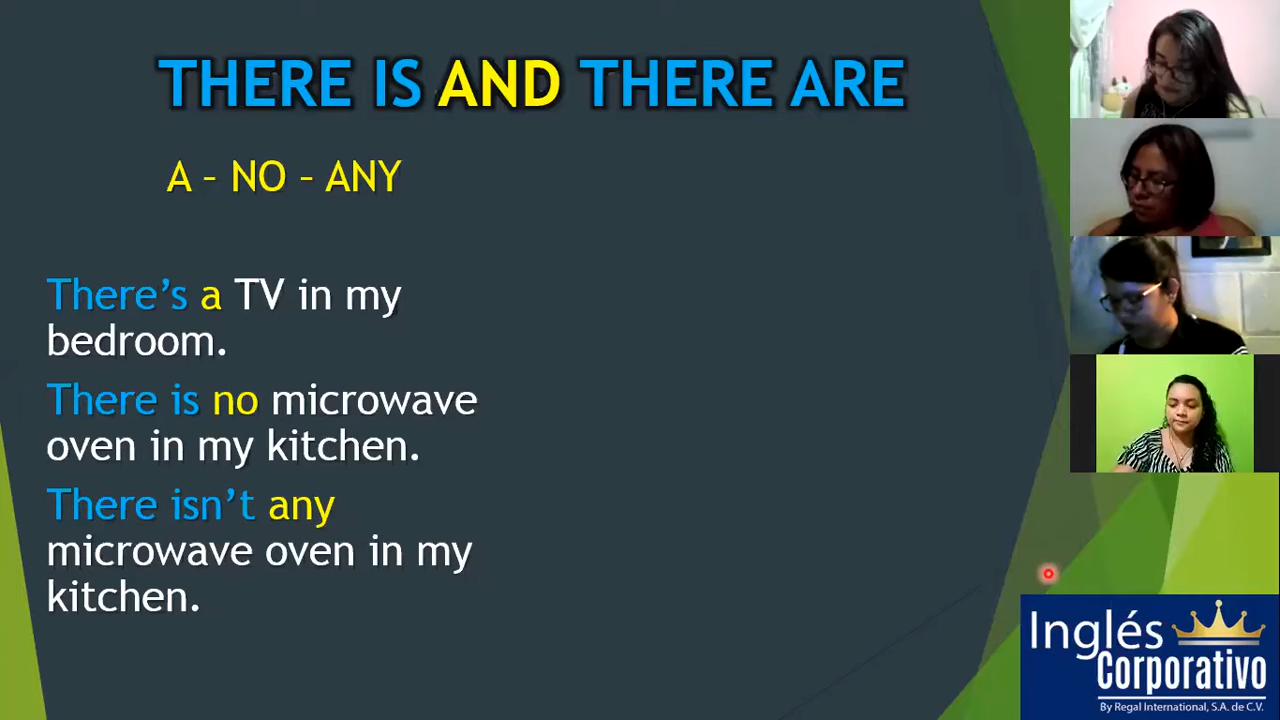 THERE IS AND THERE ARE
A – NO – ANY
There's a TV in my
bedroom.
There is no microwave
oven in my kitchen.
There isn't any
microwave oven in my
kitchen.
Inglés
Corporativo
By Regal International, S.A. de C.V.